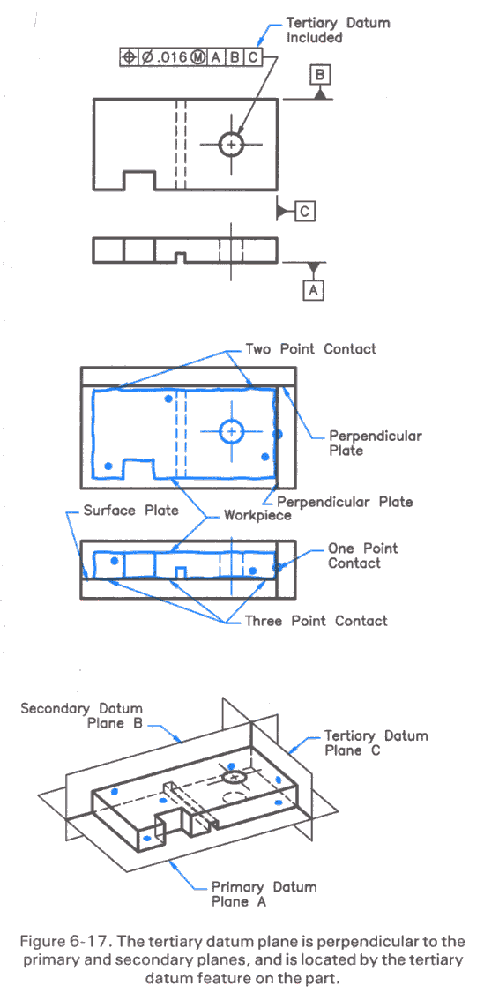 Tertiary Datum
Included
⌖ Ø .016 Ⓜ A B C
B
C
A
Two Point Contact
Perpendicular
Plate
Perpendicular Plate
Surface Plate
Workpiece
One Point
Contact
Three Point Contact
Secondary Datum
Plane B
Tertiary Datum
Plane C
Primary Datum
Plane A
Figure 6-17. The tertiary datum plane is perpendicular to the
primary and secondary planes, and is located by the tertiary
datum feature on the part.